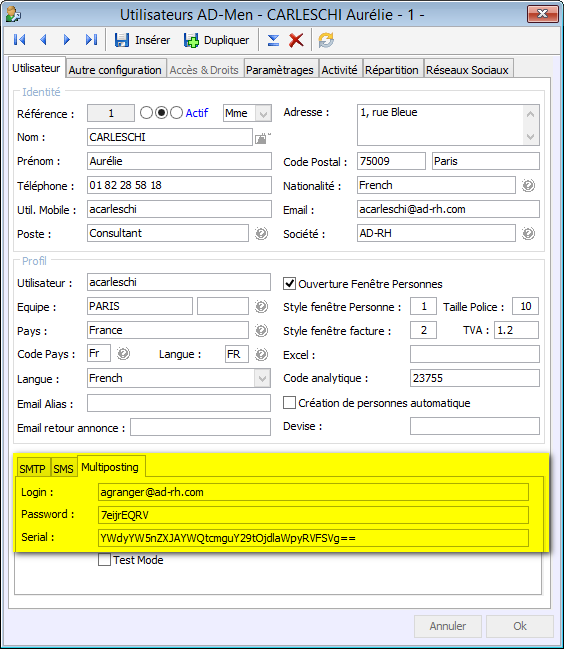 Utilisateurs AD-Men - CARLESCHI Aurélie - 1 -
Insérer Dupliquer
Utilisateur Autre configuration Accès & Droits Paramètrages Activité Répartition Réseaux Sociaux
Identité
Référence : 1 Actif Mme Adresse : 1, rue Bleue
Nom : CARLESCHI
Prénom : Aurélie Code Postal : 75009 Paris
Téléphone : 01 82 28 58 18 Nationalité : French
Util. Mobile : acarleschi Email : acarleschi@ad-rh.com
Poste : Consultant Société : AD-RH
Profil
Utilisateur : acarleschi Ouverture Fenêtre Personnes
Equipe : PARIS Style fenêtre Personne : 1 Taille Police : 10
Pays : France Style fenêtre facture : 2 TVA : 1.2
Code Pays : Fr Langue : FR Excel :
Langue : French Code analytique : 23755
Email Alias : Création de personnes automatique
Email retour annonce : Devise :
SMTP SMS Multiposting
Login : agranger@ad-rh.com
Password : 7eijrEQRV
Serial : YWdyYW5nZXJAYWQtcmguY29tOjdlaWpyRVFSVg==
Test Mode
Annuler Ok